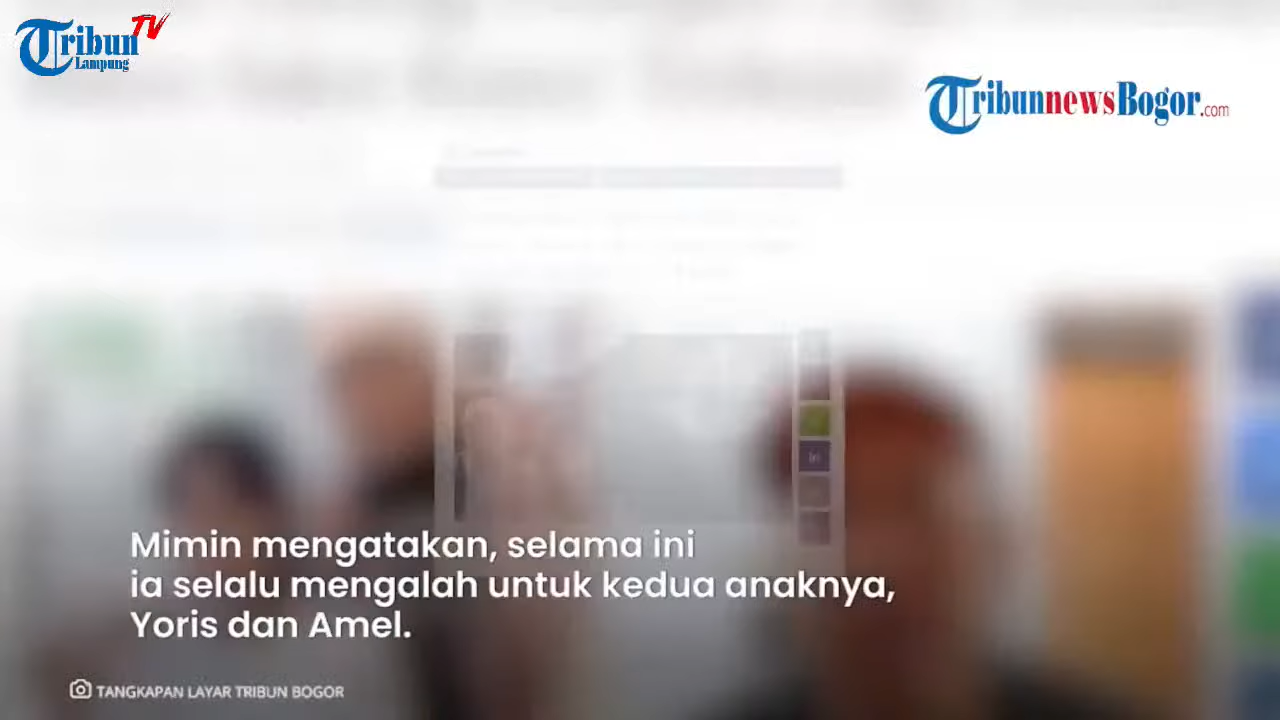 Tribun TV
Lampung
TribunnewsBogor.com
in
Mimin mengatakan, selama ini
ia selalu mengalah untuk kedua anaknya,
Yoris dan Amel.
TANGKAPAN LAYAR TRIBUN BOGOR